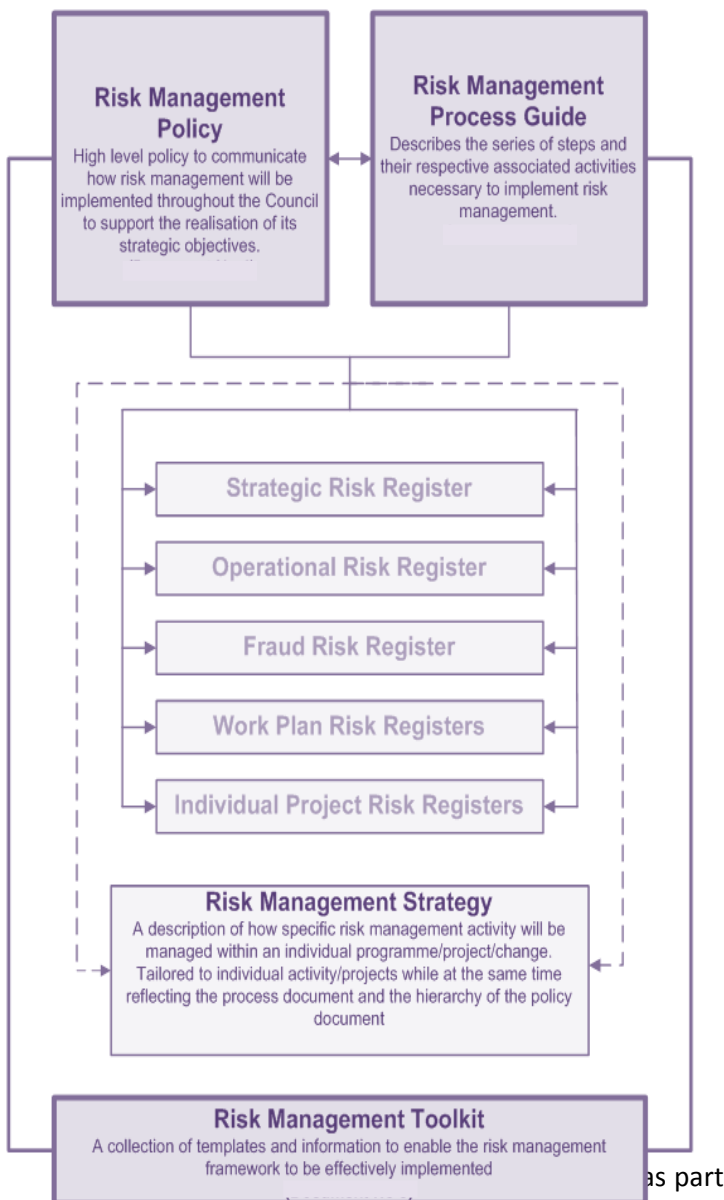 Risk Management
Policy
High level policy to communicate
how risk management will be
implemented throughout the Council
to support the realisation of its
strategic objectives.
Risk Management
Process Guide
Describes the series of steps and
their respective associated activities
necessary to implement risk
management.
Strategic Risk Register
Operational Risk Register
Fraud Risk Register
Work Plan Risk Registers
Individual Project Risk Registers
Risk Management Strategy
A description of how specific risk management activity will be
managed within an individual programme/project/change.
Tailored to individual activity/projects while at the same time
reflecting the process document and the hierarchy of the policy
document
Risk Management Toolkit
A collection of templates and information to enable the risk management
framework to be effectively implemented
as part